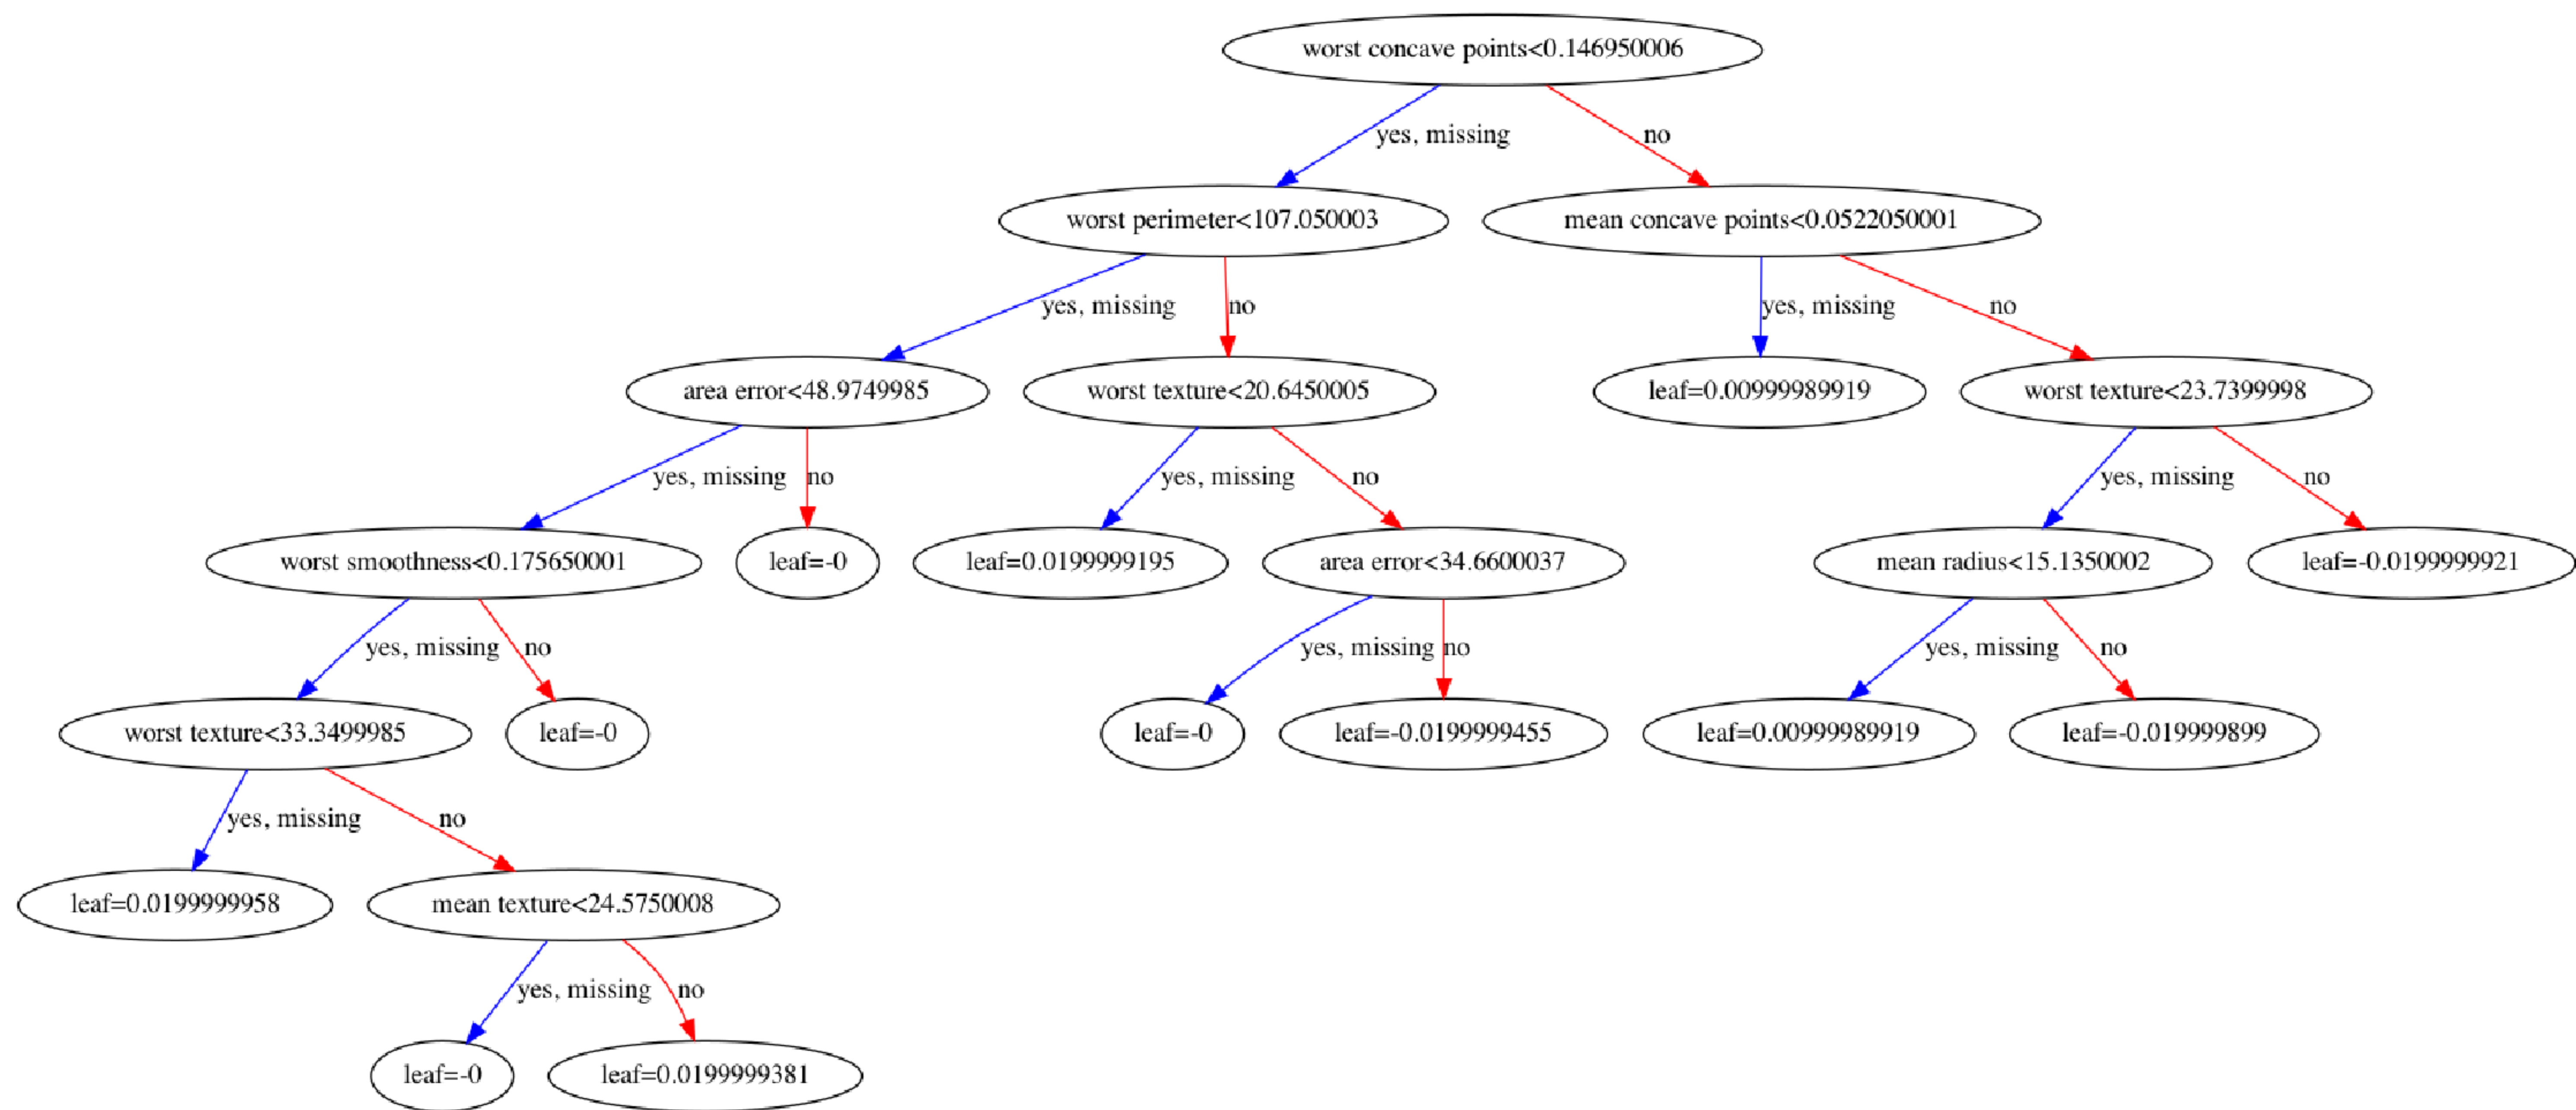 worst concave points<0.146950006
yes, missing
no
worst perimeter<107.050003
mean concave points<0.0522050001
yes, missing
no
yes, missing
no
area error<48.9749985
worst texture<20.6450005
leaf=0.00999989919
worst texture<23.7399998
yes, missing
no
yes, missing
no
yes, missing
no
worst smoothness<0.175650001
leaf=-0
leaf=0.0199999195
area error<34.6600037
mean radius<15.1350002
leaf=-0.0199999921
yes, missing
no
yes, missing
no
yes, missing
no
worst texture<33.3499985
leaf=-0
leaf=-0
leaf=-0.0199999455
leaf=0.00999989919
leaf=-0.019999899
yes, missing
no
leaf=0.0199999958
mean texture<24.5750008
yes, missing
no
leaf=-0
leaf=0.0199999381